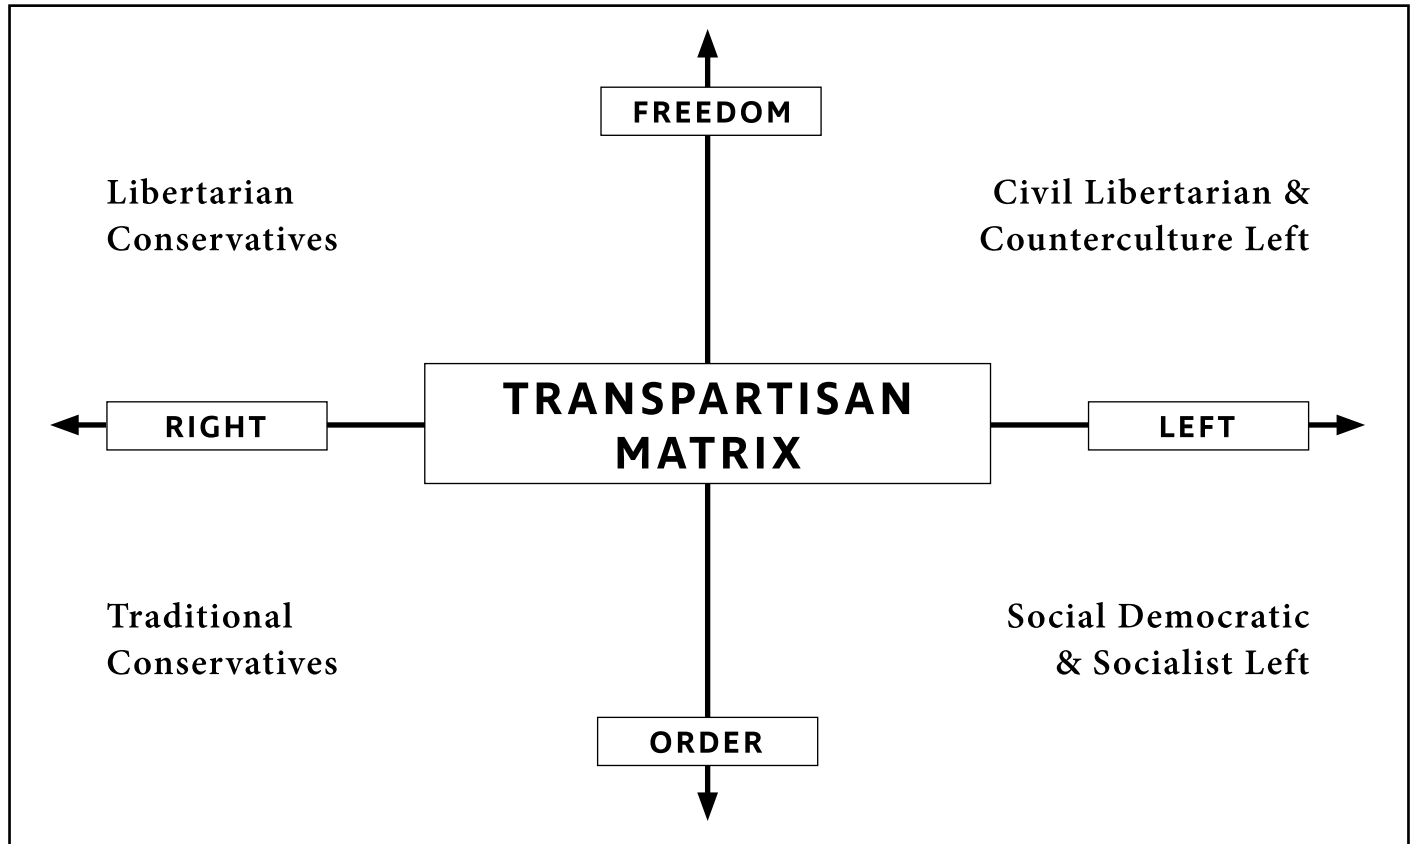 FREEDOM
Libertarian
Conservatives
Civil Libertarian &
Counterculture Left
TRANSPARTISAN
MATRIX
RIGHT
LEFT
Traditional
Conservatives
Social Democratic
& Socialist Left
ORDER